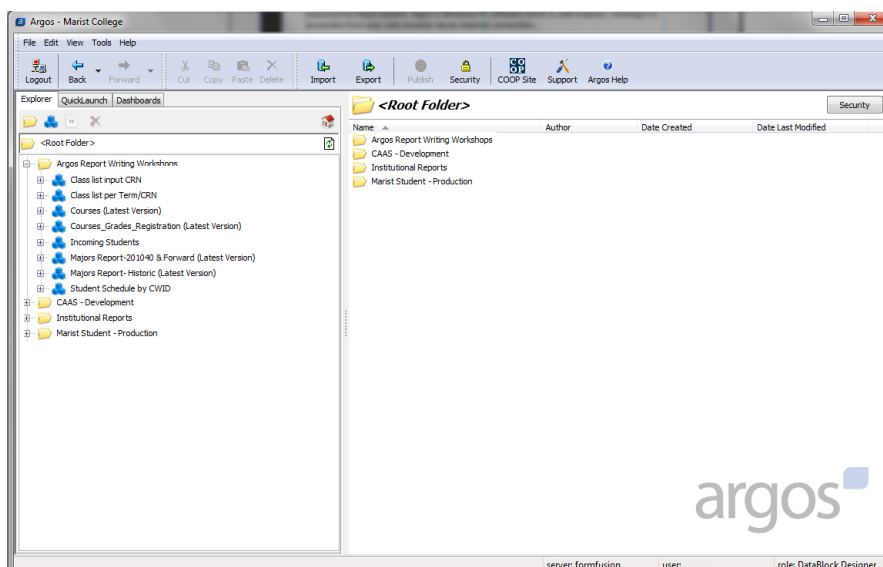 Argos - Marist College
File Edit View Tools Help
Logout Back Forward Cut Copy Paste Delete Import Export Publish Security COOP Site Support Argos Help
Explorer QuickLaunch Dashboards
<Root Folder>
Security
<Root Folder>
Name Author Date Created Date Last Modified
Argos Report Writing Workshops
CAAS - Development
Institutional Reports
Marist Student - Production
Argos Report Writing Workshops
Class list input CRN
Class list per Term/CRN
Courses (Latest Version)
Courses_Grades_Registration (Latest Version)
Incoming Students
Majors Report-201040 & Forward (Latest Version)
Majors Report- Historic (Latest Version)
Student Schedule by CWID
CAAS - Development
Institutional Reports
Marist Student - Production
argos
server: formfusion user: role: DataBlock Designer